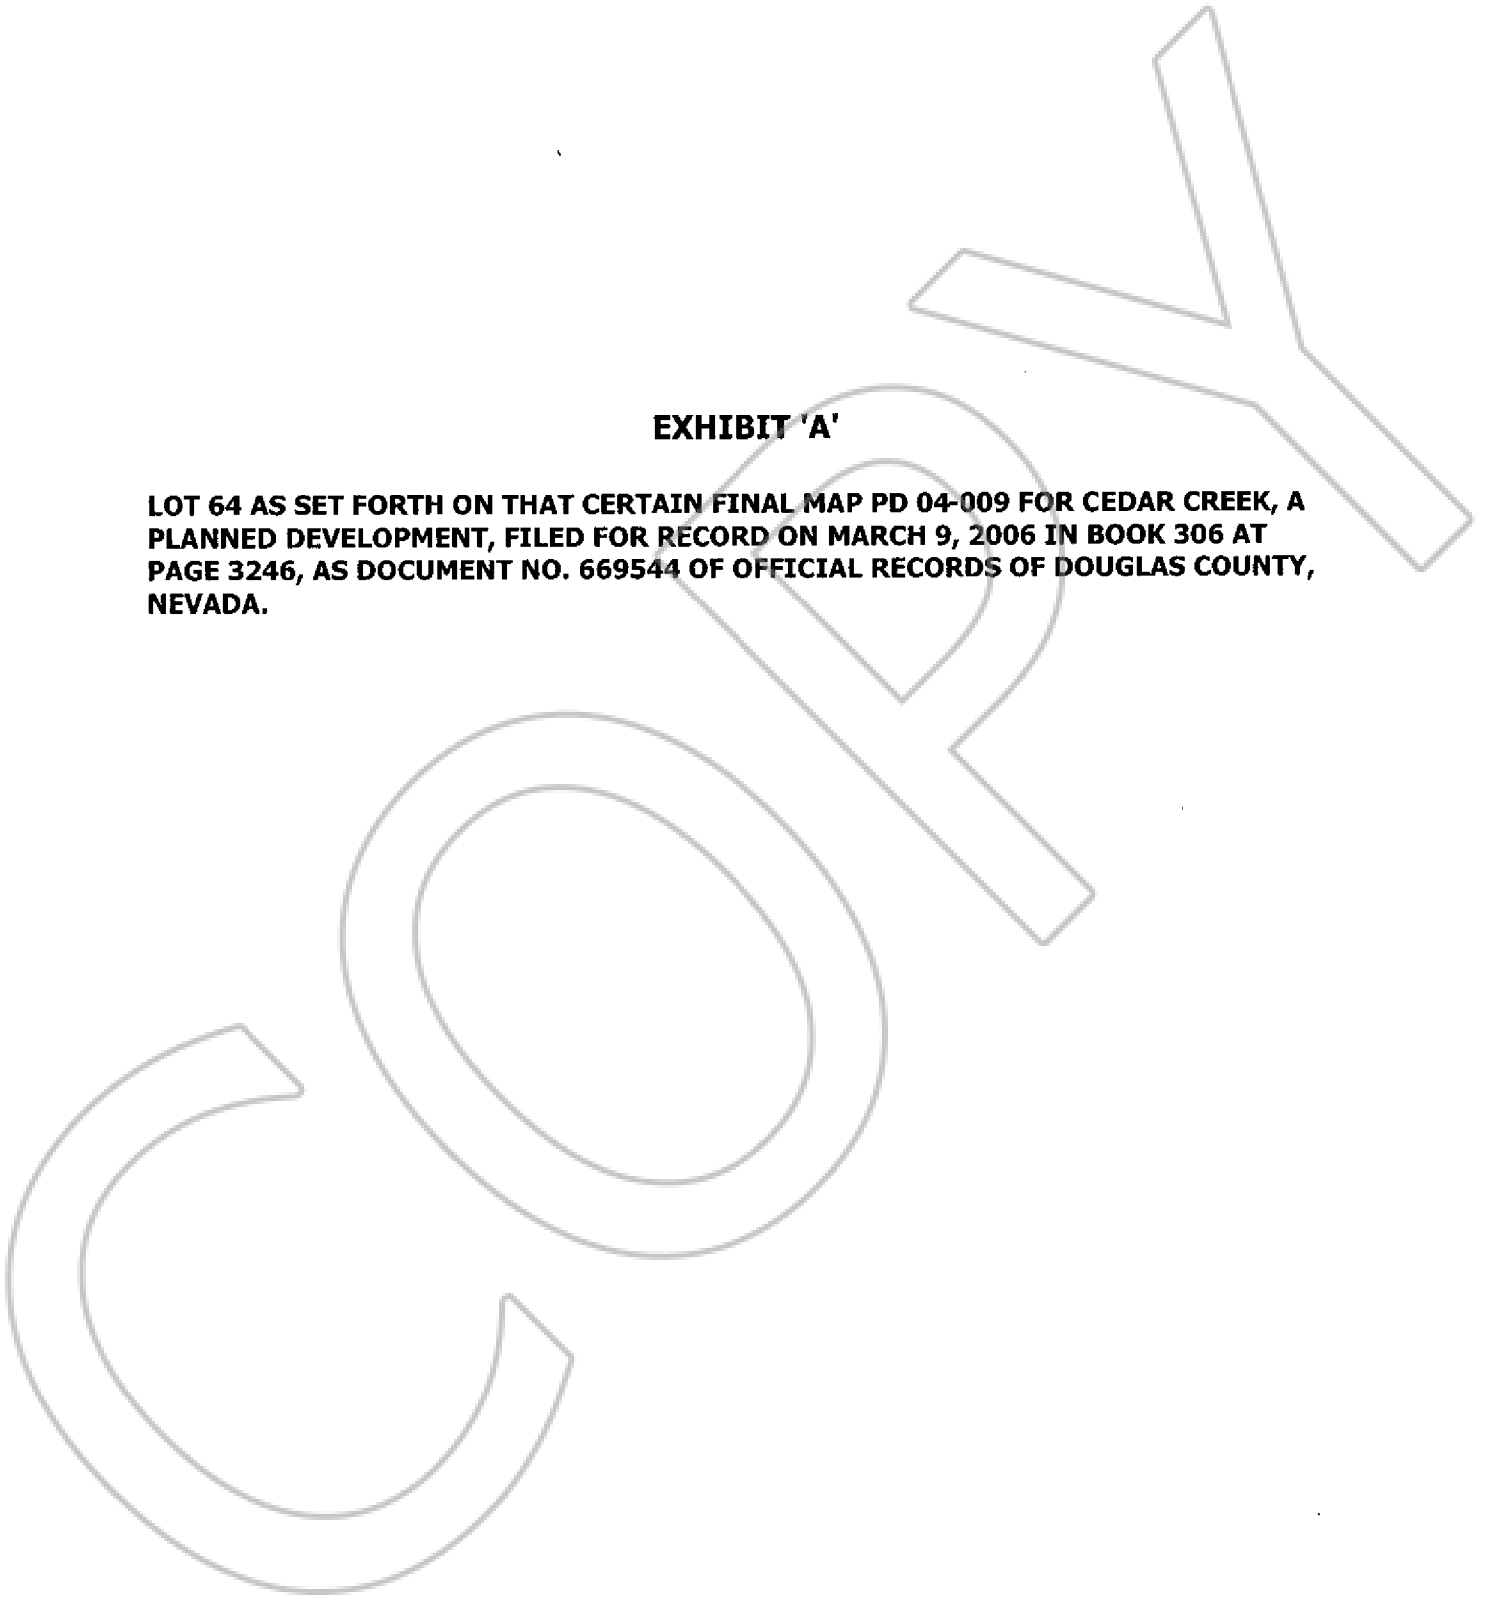 EXHIBIT 'A'
LOT 64 AS SET FORTH ON THAT CERTAIN FINAL MAP PD 04-009 FOR CEDAR CREEK, A
PLANNED DEVELOPMENT, FILED FOR RECORD ON MARCH 9, 2006 IN BOOK 306 AT
PAGE 3246, AS DOCUMENT NO. 669544 OF OFFICIAL RECORDS OF DOUGLAS COUNTY,
NEVADA.
COPY